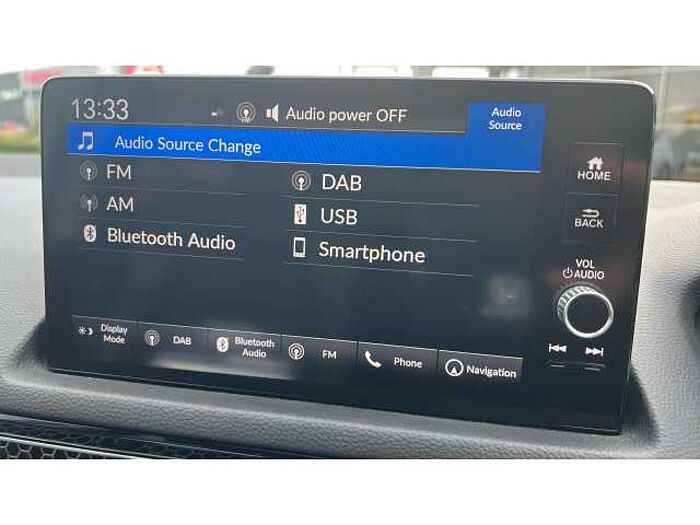 13:33
Audio power OFF
Audio
Source
Audio Source Change
FM
DAB
AM
USB
Bluetooth Audio
Smartphone
HOME
BACK
VOL
AUDIO
Display
Mode
DAB
Bluetooth
Audio
FM
Phone
Navigation